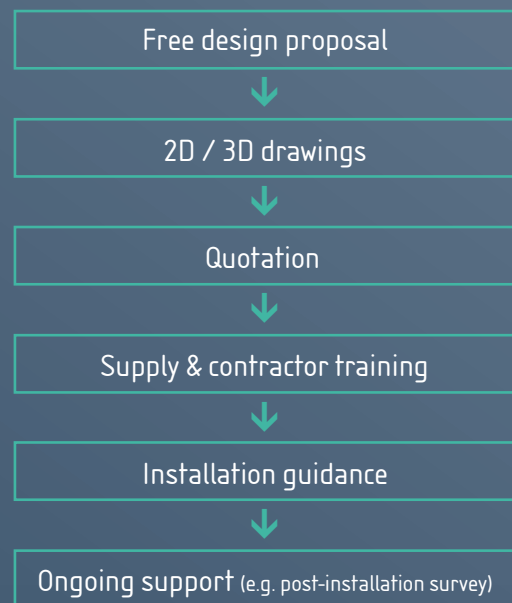 Free design proposal
2D / 3D drawings
Quotation
Supply & contractor training
Installation guidance
Ongoing support (e.g. post-installation survey)